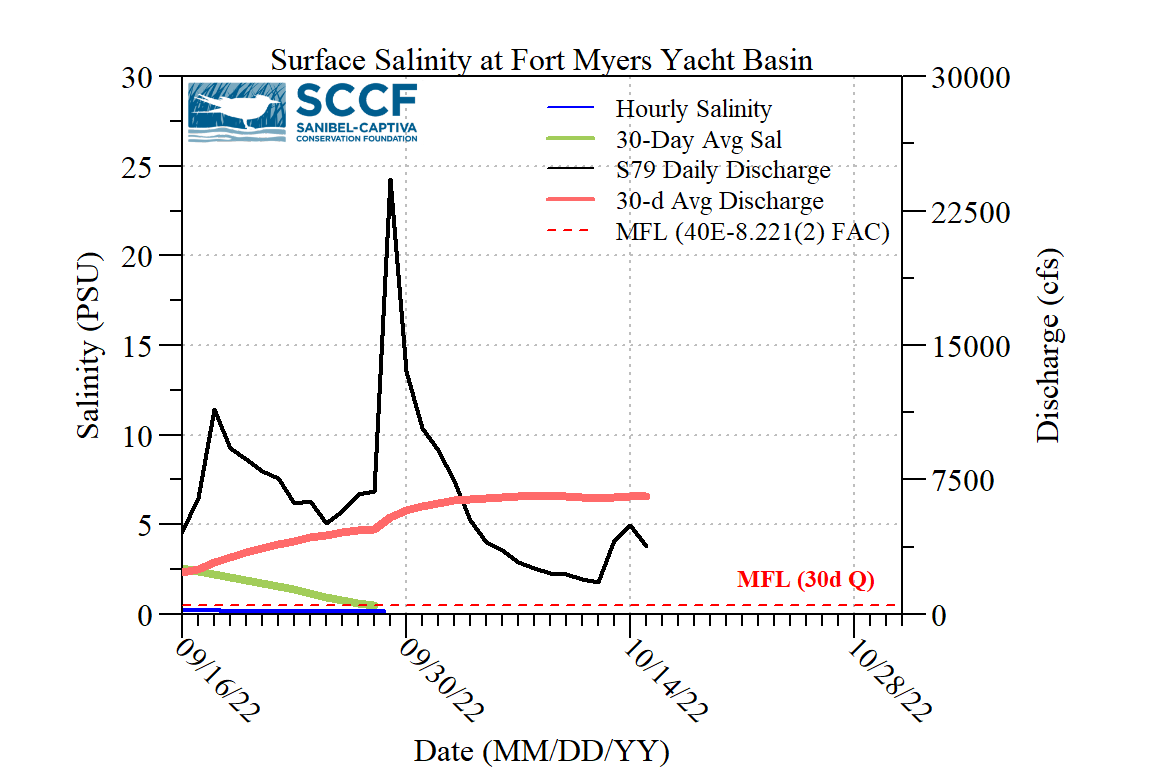 Surface Salinity at Fort Myers Yacht Basin
SCCF
SANIBEL-CAPTIVA
CONSERVATION FOUNDATION
Hourly Salinity
30-Day Avg Sal
S79 Daily Discharge
30-d Avg Discharge
MFL (40E-8.221(2) FAC)
MFL (30d Q)
Salinity (PSU)
30
25
20
15
10
5
0
Discharge (cfs)
30000
22500
15000
7500
0
09/16/22
09/30/22
10/14/22
10/28/22
Date (MM/DD/YY)